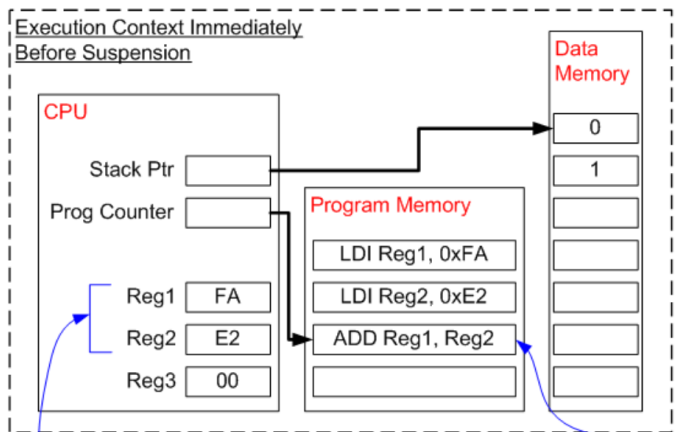 Execution Context Immediately
Before Suspension
Data
Memory
CPU
0
Stack Ptr
1
Prog Counter
Program Memory
LDI Reg1, 0xFA
Reg1 FA
LDI Reg2, 0xE2
Reg2 E2
ADD Reg1, Reg2
Reg3 00